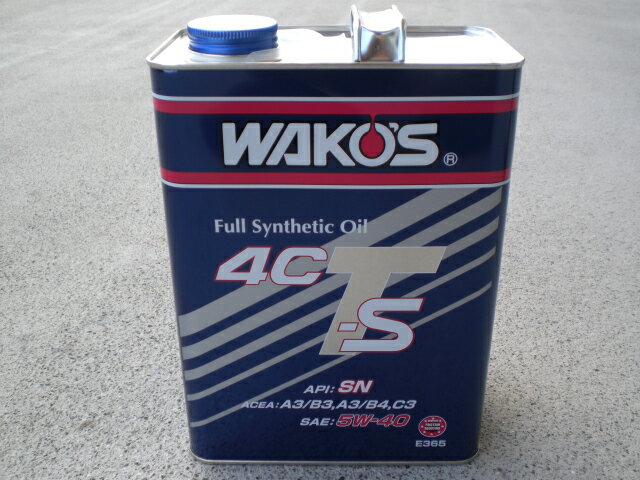 WAKO'S®
Full Synthetic Oil
4CT-S
API: SN
ACEA: A3/B3,A3/B4,C3
SAE: 5W-40
E365